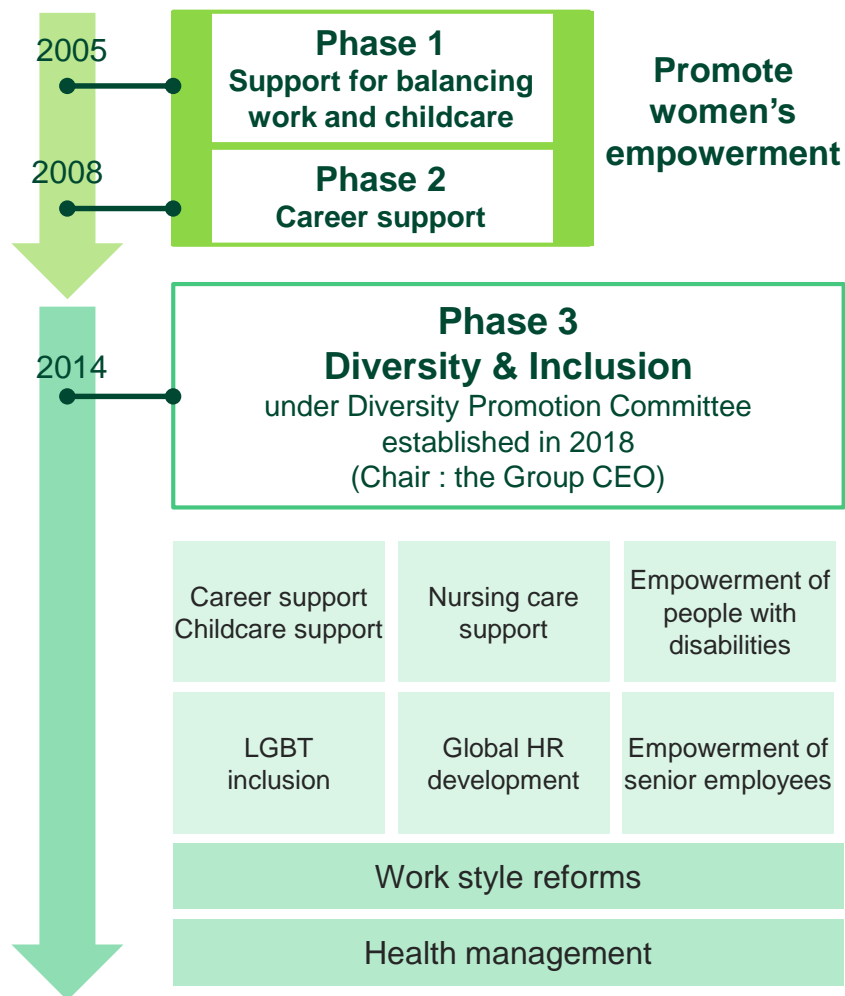 2005
Phase 1
Support for balancing
work and childcare
Promote
women's
empowerment
2008
Phase 2
Career support
2014
Phase 3
Diversity & Inclusion
under Diversity Promotion Committee
established in 2018
(Chair : the Group CEO)
Career support
Childcare support
Nursing care
support
Empowerment of
people with
disabilities
LGBT
inclusion
Global HR
development
Empowerment of
senior employees
Work style reforms
Health management